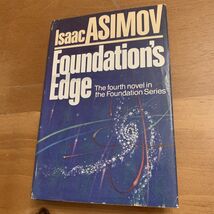 Isaac ASIMOV
Foundation's
Edge
The fourth novel in
the Foundation Series